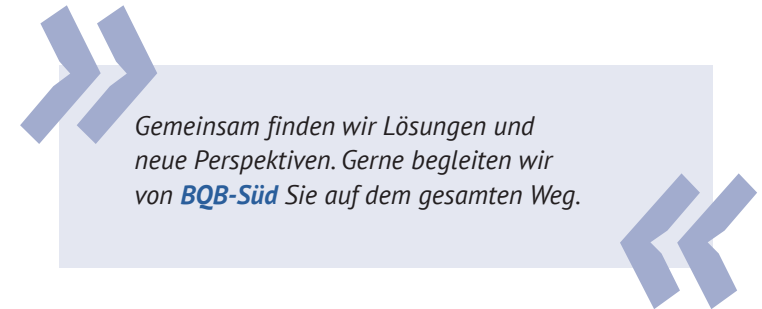 Gemeinsam finden wir Lösungen und
neue Perspektiven. Gerne begleiten wir
von BQB-Süd Sie auf dem gesamten Weg.